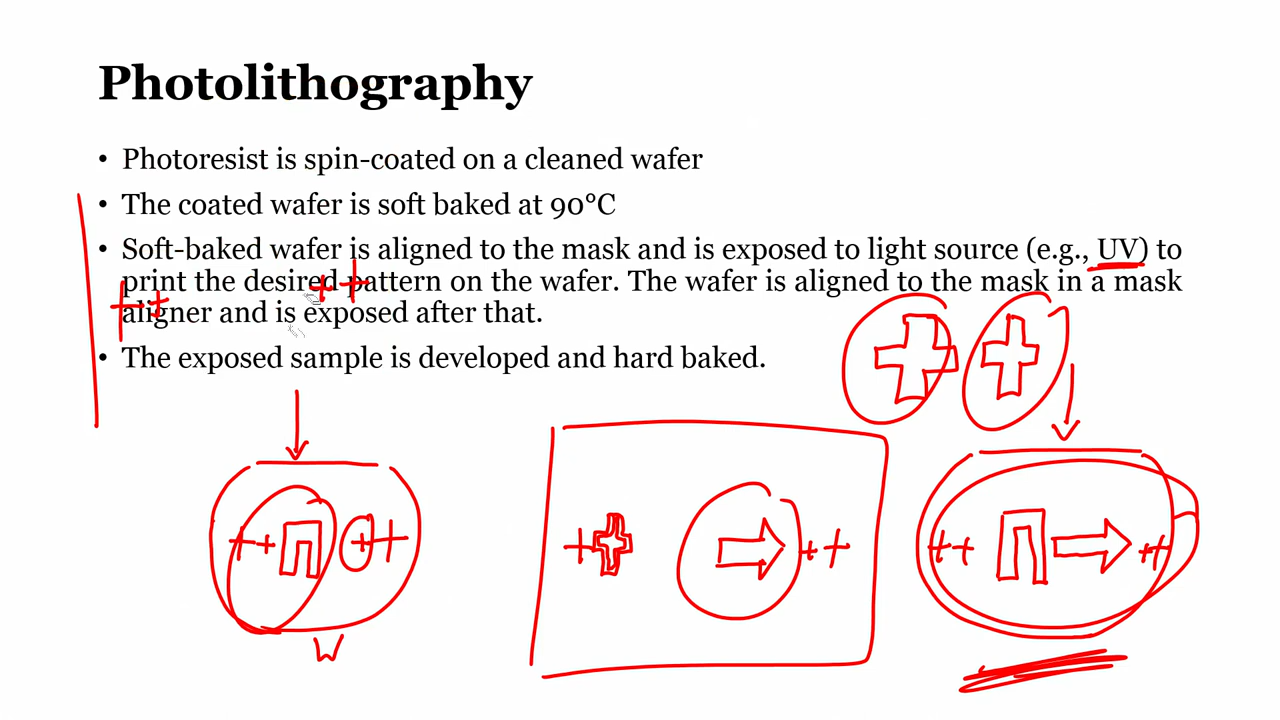 Photolithography
• Photoresist is spin-coated on a cleaned wafer
• The coated wafer is soft baked at 90°C
• Soft-baked wafer is aligned to the mask and is exposed to light source (e.g., UV) to
print the desired pattern on the wafer. The wafer is aligned to the mask in a mask
aligner and is exposed after that.
• The exposed sample is developed and hard baked.
W